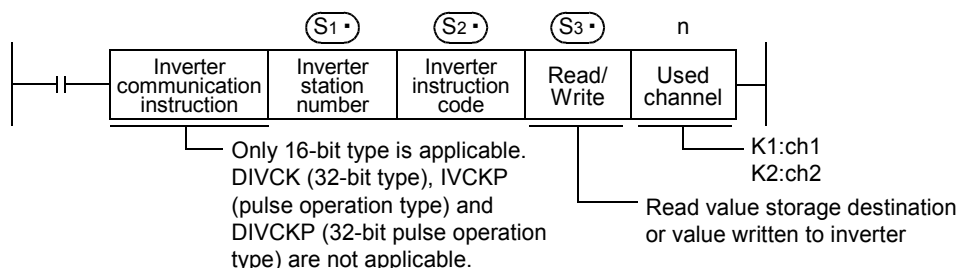 S1・ S2・ S3・ n
Inverter communication instruction
Inverter station number
Inverter instruction code
Read/ Write
Used channel
Only 16-bit type is applicable.
DIVCK (32-bit type), IVCKP
(pulse operation type) and
DIVCKP (32-bit pulse operation
type) are not applicable.
K1:ch1
K2:ch2
Read value storage destination
or value written to inverter